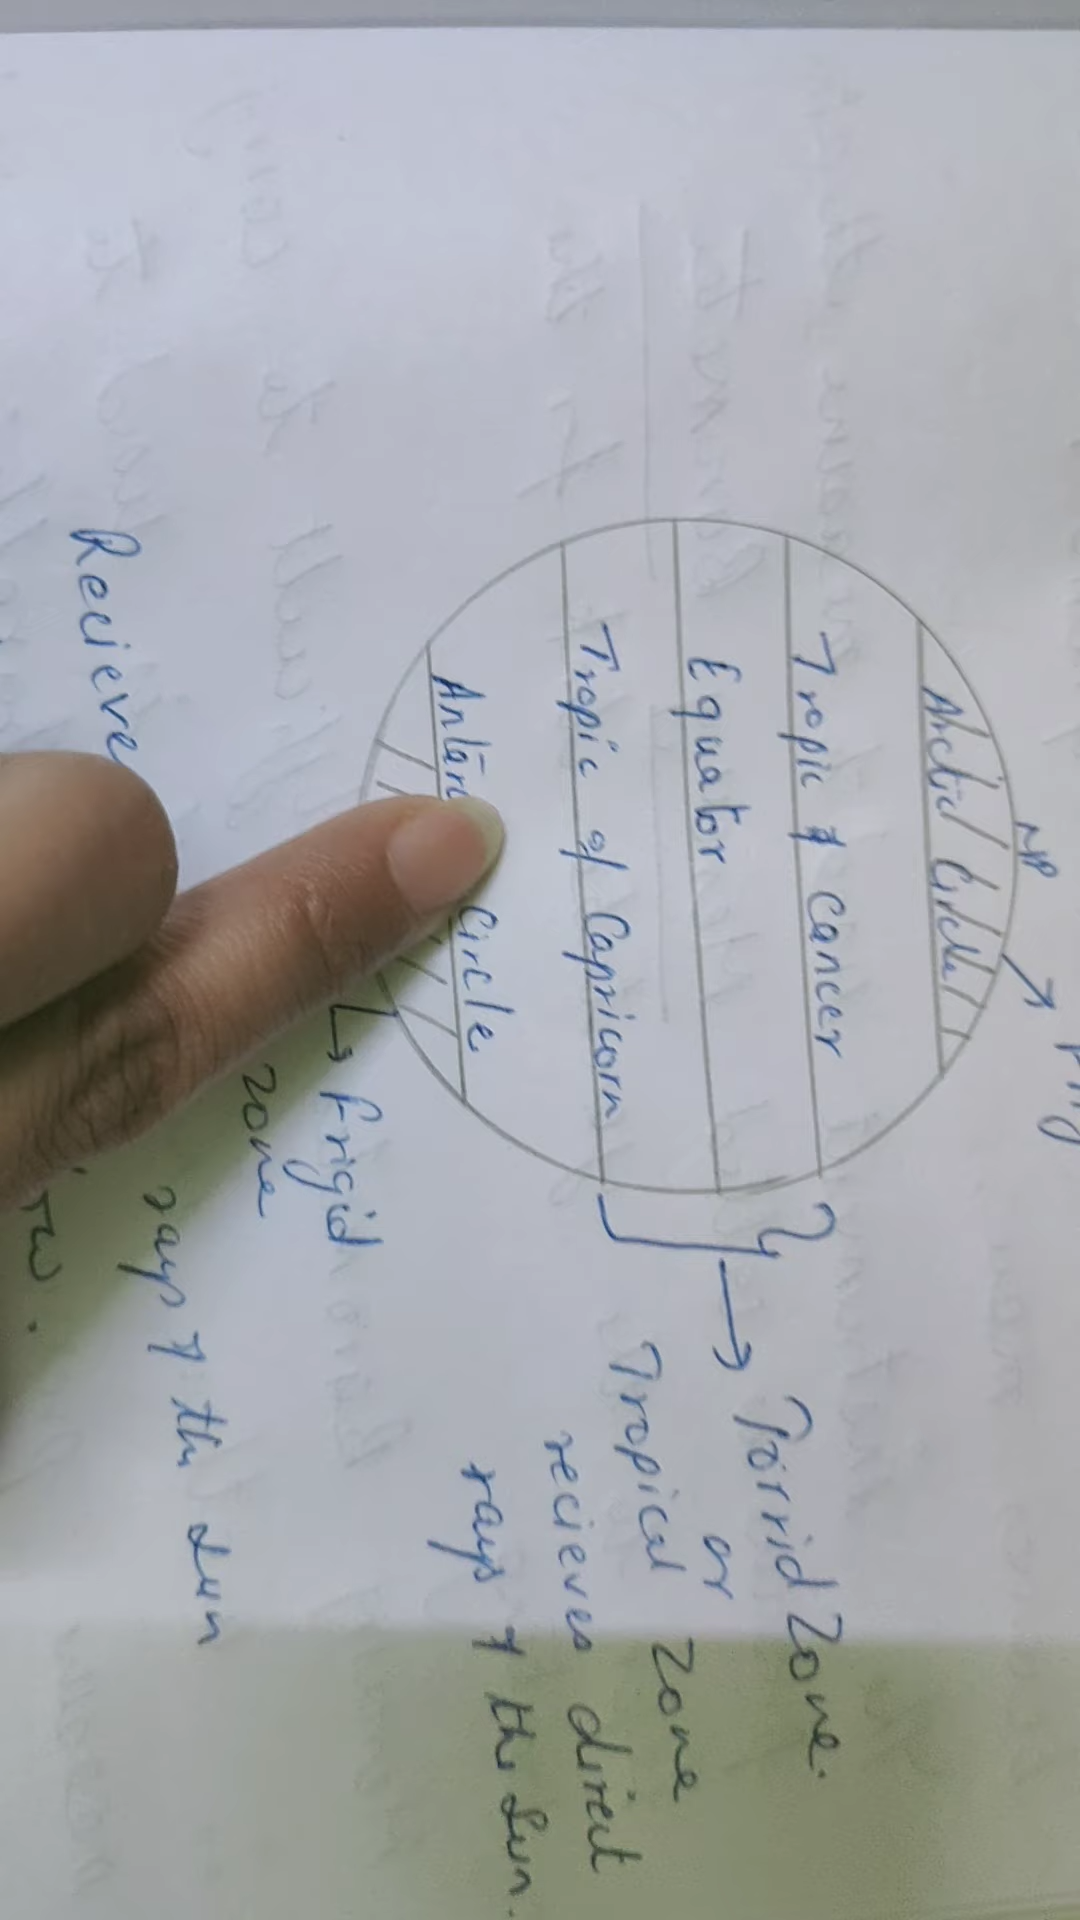 NP
Arctic Circle
Tropic of Cancer
Equator
Tropic of Capricorn
Circle
Torrid Zone.
or
Tropical Zone
recieves direct
rays of the Sun.
Frigid
Zone
rays of the Sun